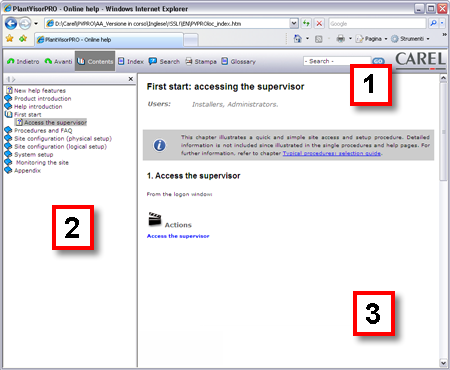 PlantVisorPRO - Online help - Windows Internet Explorer
D:\Carel\PVPRO\AA_Versione in corso\Inglese\SSLI\EN\PVPROloc_index.htm
Google
PlantVisorPRO - Online help
Pagina
Strumenti
Indietro Avanti Contents Index Search Stampa Glossary
- Search -
GO
CAREL
1
New help features
Product introduction
Help introduction
First start
Access the supervisor
Procedures and FAQ
Site configuration (physical setup)
Site configuration (logical setup)
System setup
Monitoring the site
Appendix
2
First start: accessing the supervisor
Users: Installers, Administrators.
This chapter illustrates a quick and simple site access and setup procedure. Detailed
information is not included since illustrated in the single procedures and help pages. For
further information, refer to chapter Typical procedures: selection guide.
1. Access the supervisor
From the logon window
Actions
Access the supervisor
3